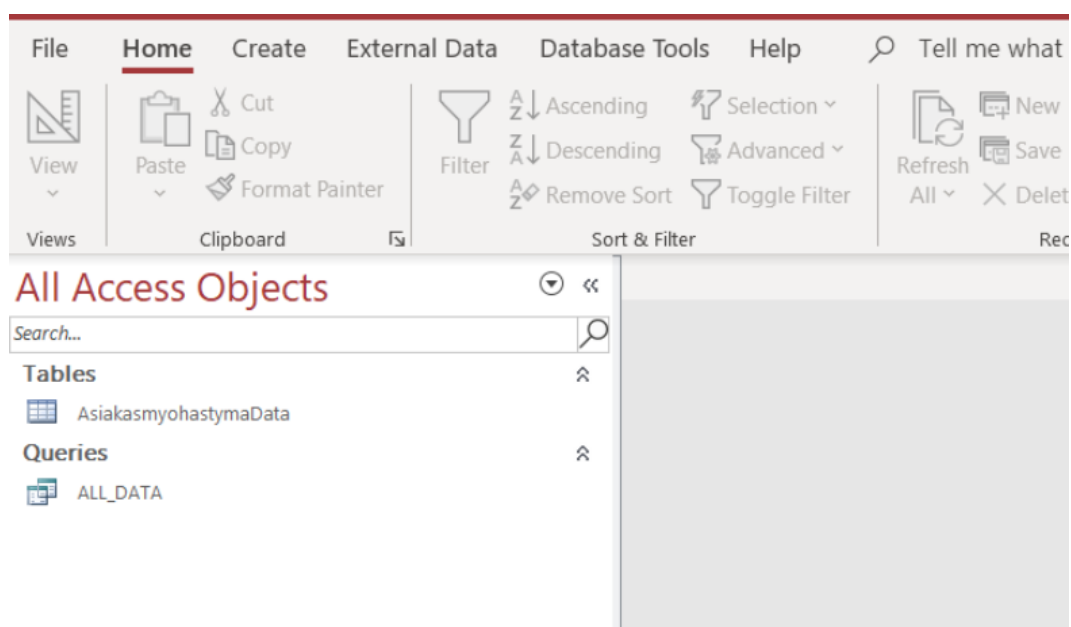 File Home Create External Data Database Tools Help Tell me what
Cut
Copy
Format Painter
View
Paste
Filter
Ascending
Descending
Remove Sort
Selection
Advanced
Toggle Filter
Refresh
All
New
Save
Delet
Views Clipboard Sort & Filter Rec
All Access Objects
Search...
Tables
AsiakasmyohastymaData
Queries
ALL_DATA